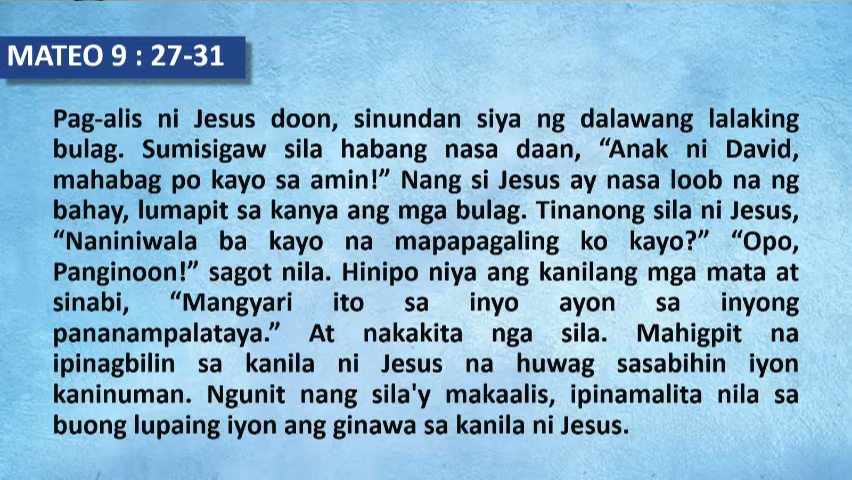 MATEO 9 : 27-31
Pag-alis ni Jesus doon, sinundan siya ng dalawang lalaking
bulag. Sumisigaw sila habang nasa daan, “Anak ni David,
mahabag po kayo sa amin!” Nang si Jesus ay nasa loob na ng
bahay, lumapit sa kanya ang mga bulag. Tinanong sila ni Jesus,
“Naniniwala ba kayo na mapapagaling ko kayo?” “Opo,
Panginoon!” sagot nila. Hinipo niya ang kanilang mga mata at
sinabi, “Mangyari ito sa inyo ayon sa inyong
pananampalataya.” At nakakita nga sila. Mahigpit na
ipinagbilin sa kanila ni Jesus na huwag sasabihin iyon
kaninuman. Ngunit nang sila'y makaalis, ipinamalita nila sa
buong lupaing iyon ang ginawa sa kanila ni Jesus.